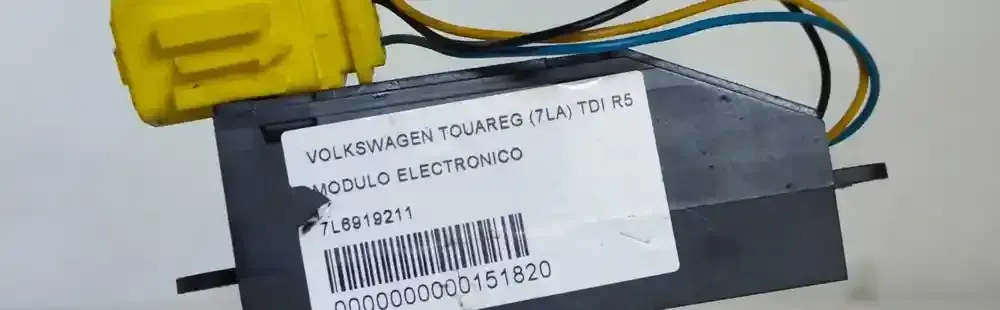 VOLKSWAGEN TOUAREG (7LA) TDI R5
MODULO ELECTRONICO
7L6919211
0000000000151820